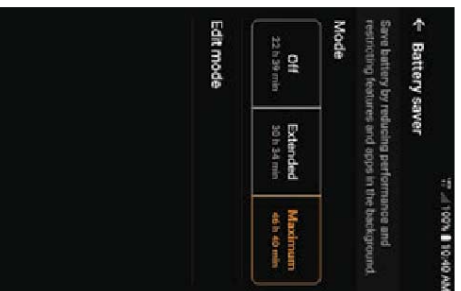 100% 10:40 AM
← Battery saver
Save battery by reducing performance and
restricting features and apps in the background.
Mode
Off
22 h 39 min
Extended
30 h 34 min
Maximum
46 h 40 min
Edit mode